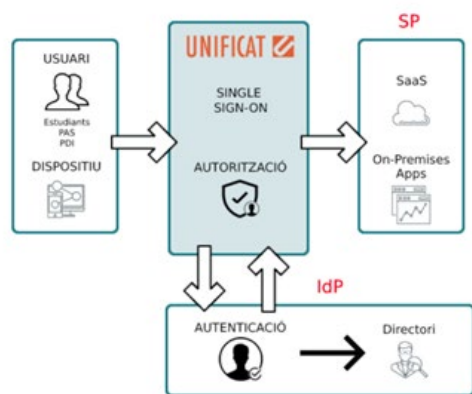 SP
UNIFICAT
USUARI
Estudiants
PAS
PDI
DISPOSITIU
SINGLE
SIGN-ON
AUTORITZACIÓ
SaaS
On-Premises
Apps
IdP
AUTENTICACIÓ
Directori